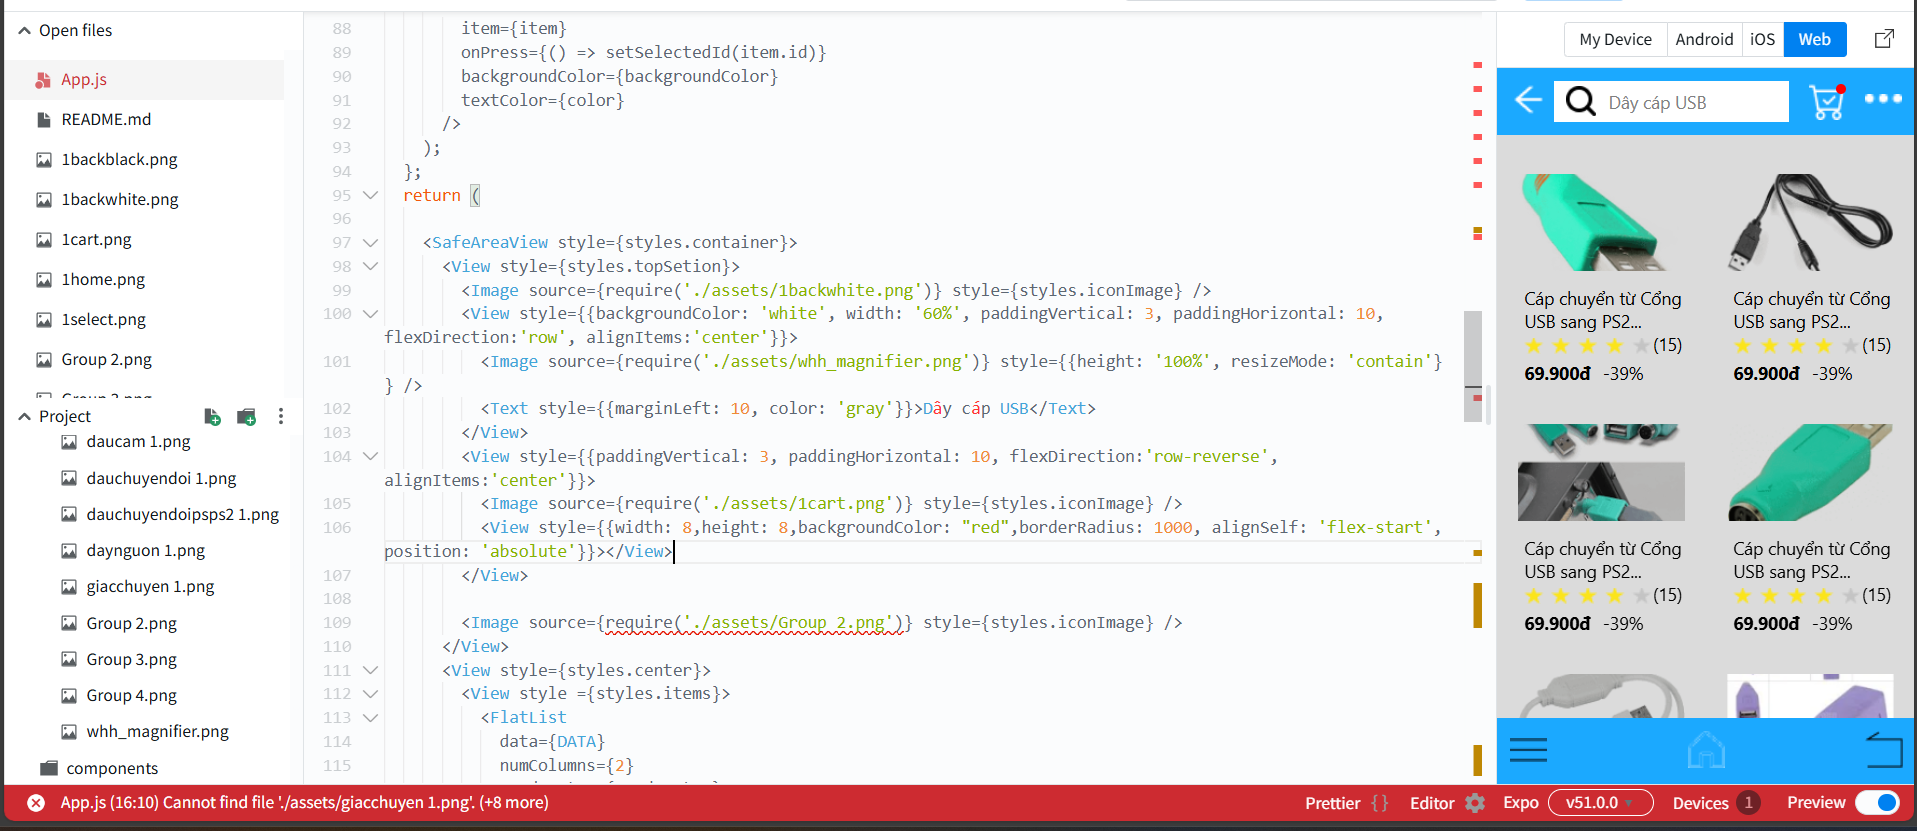 Open files
App.js
README.md
1backblack.png
1backwhite.png
1cart.png
1home.png
1select.png
Group 2.png
Project
daucam 1.png
dauchuyendoi 1.png
dauchuyendoipsps2 1.png
daynguon 1.png
giacchuyen 1.png
Group 2.png
Group 3.png
Group 4.png
whh_magnifier.png
components
88 item={item}
89 onPress={() => setSelectedId(item.id)}
90 backgroundColor={backgroundColor}
91 textColor={color}
92 />
93 );
94 };
95 return (
96
97 <SafeAreaView style={styles.container}>
98 <View style={styles.topSetion}>
99 <Image source={require('./assets/1backwhite.png')} style={styles.iconImage} />
100 <View style={{backgroundColor: 'white', width: '60%', paddingVertical: 3, paddingHorizontal: 10,
flexDirection:'row', alignItems:'center'}}>
101 <Image source={require('./assets/whh_magnifier.png')} style={{height: '100%', resizeMode: 'contain'}
} />
102 <Text style={{marginLeft: 10, color: 'gray'}}>Dây cáp USB</Text>
103 </View>
104 <View style={{paddingVertical: 3, paddingHorizontal: 10, flexDirection:'row-reverse',
alignItems:'center'}}>
105 <Image source={require('./assets/1cart.png')} style={styles.iconImage} />
106 <View style={{width: 8,height: 8,backgroundColor: "red",borderRadius: 1000, alignSelf: 'flex-start',
position: 'absolute'}}></View>
107 </View>
108
109 <Image source={require('./assets/Group 2.png')} style={styles.iconImage} />
110 </View>
111 <View style={styles.center}>
112 <View style ={styles.items}>
113 <FlatList
114 data={DATA}
115 numColumns={2}
My Device Android iOS Web
Dây cáp USB
Cáp chuyển từ Cổng
USB sang PS2...
(15)
69.900đ -39%
Cáp chuyển từ Cổng
USB sang PS2...
(15)
69.900đ -39%
Cáp chuyển từ Cổng
USB sang PS2...
(15)
69.900đ -39%
Cáp chuyển từ Cổng
USB sang PS2...
(15)
69.900đ -39%
App.js (16:10) Cannot find file './assets/giacchuyen 1.png'. (+8 more)
Prettier { } Editor Expo v51.0.0 Devices 1 Preview